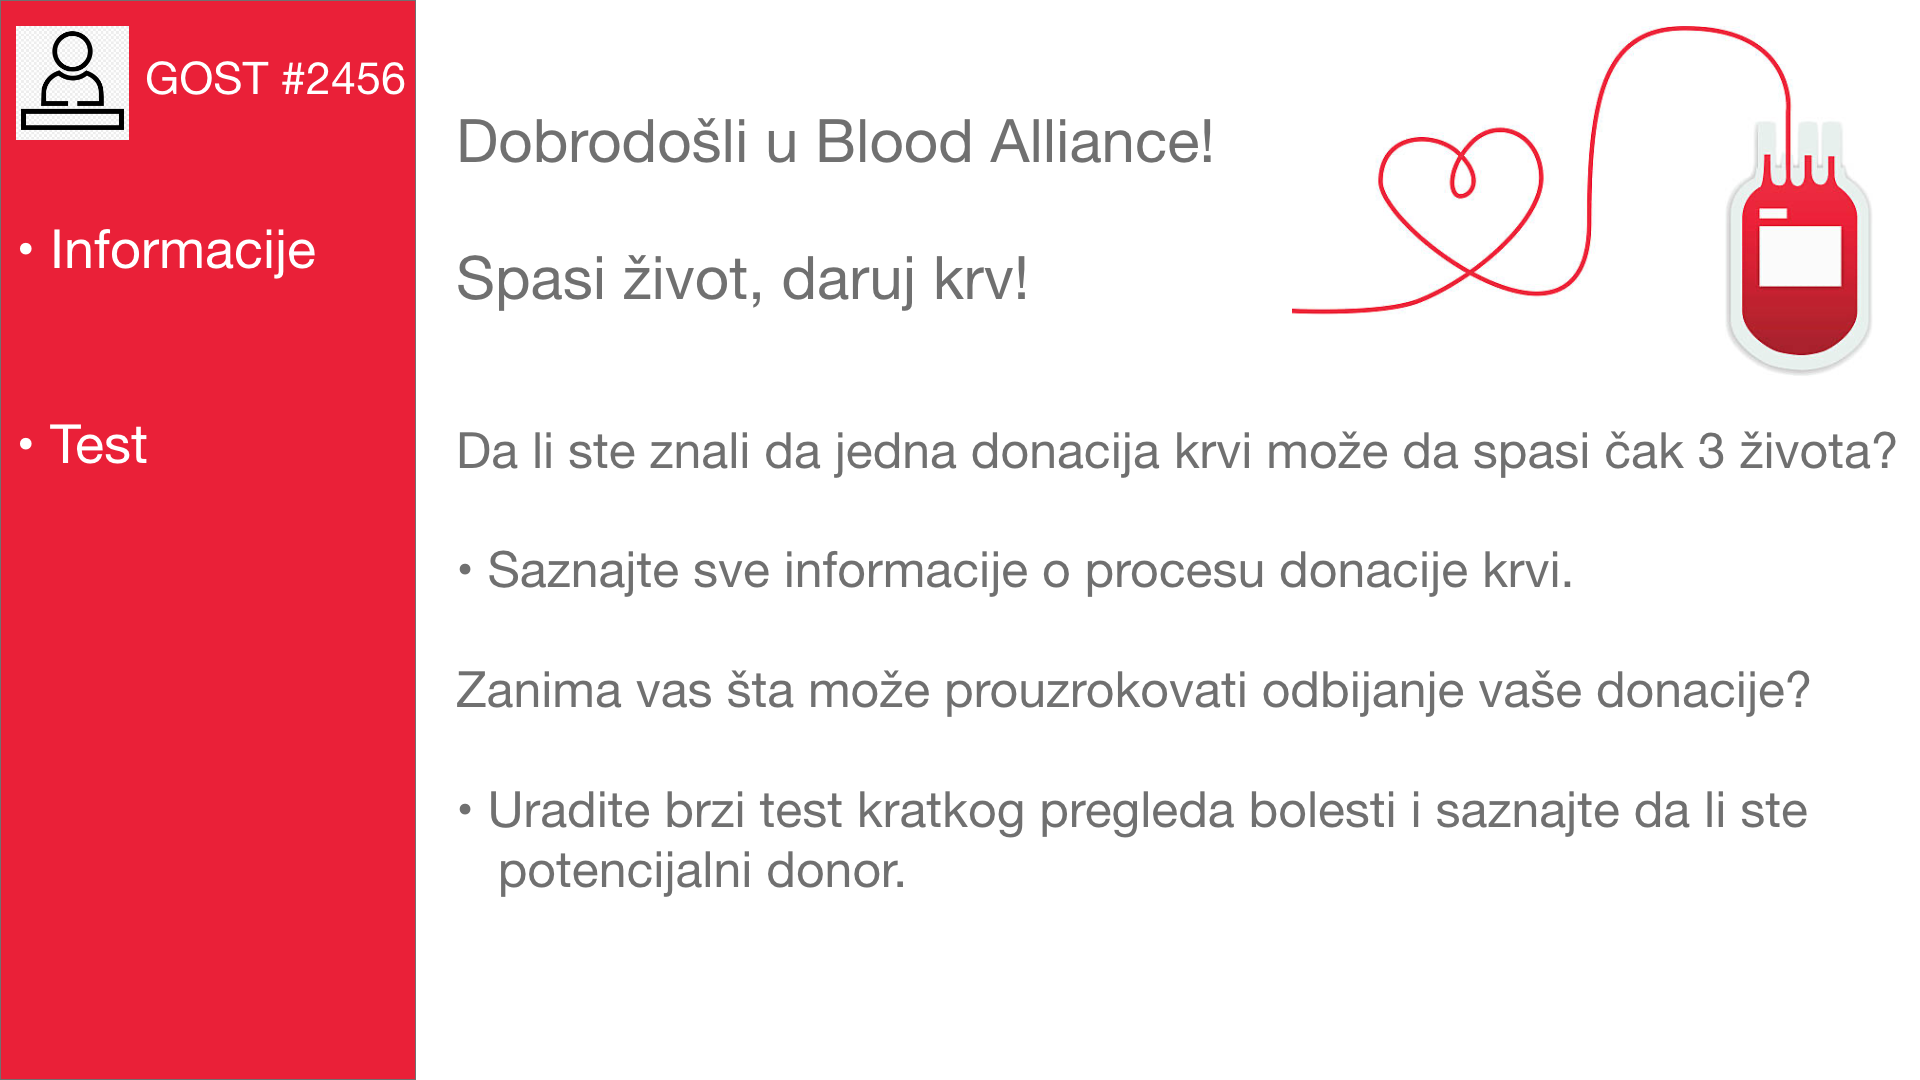 GOST #2456
• Informacije
• Test
Dobrodošli u Blood Alliance!
Spasi život, daruj krv!
Da li ste znali da jedna donacija krvi može da spasi čak 3 života?
• Saznajte sve informacije o procesu donacije krvi.
Zanima vas šta može prouzrokovati odbijanje vaše donacije?
• Uradite brzi test kratkog pregleda bolesti i saznajte da li ste
potencijalni donor.